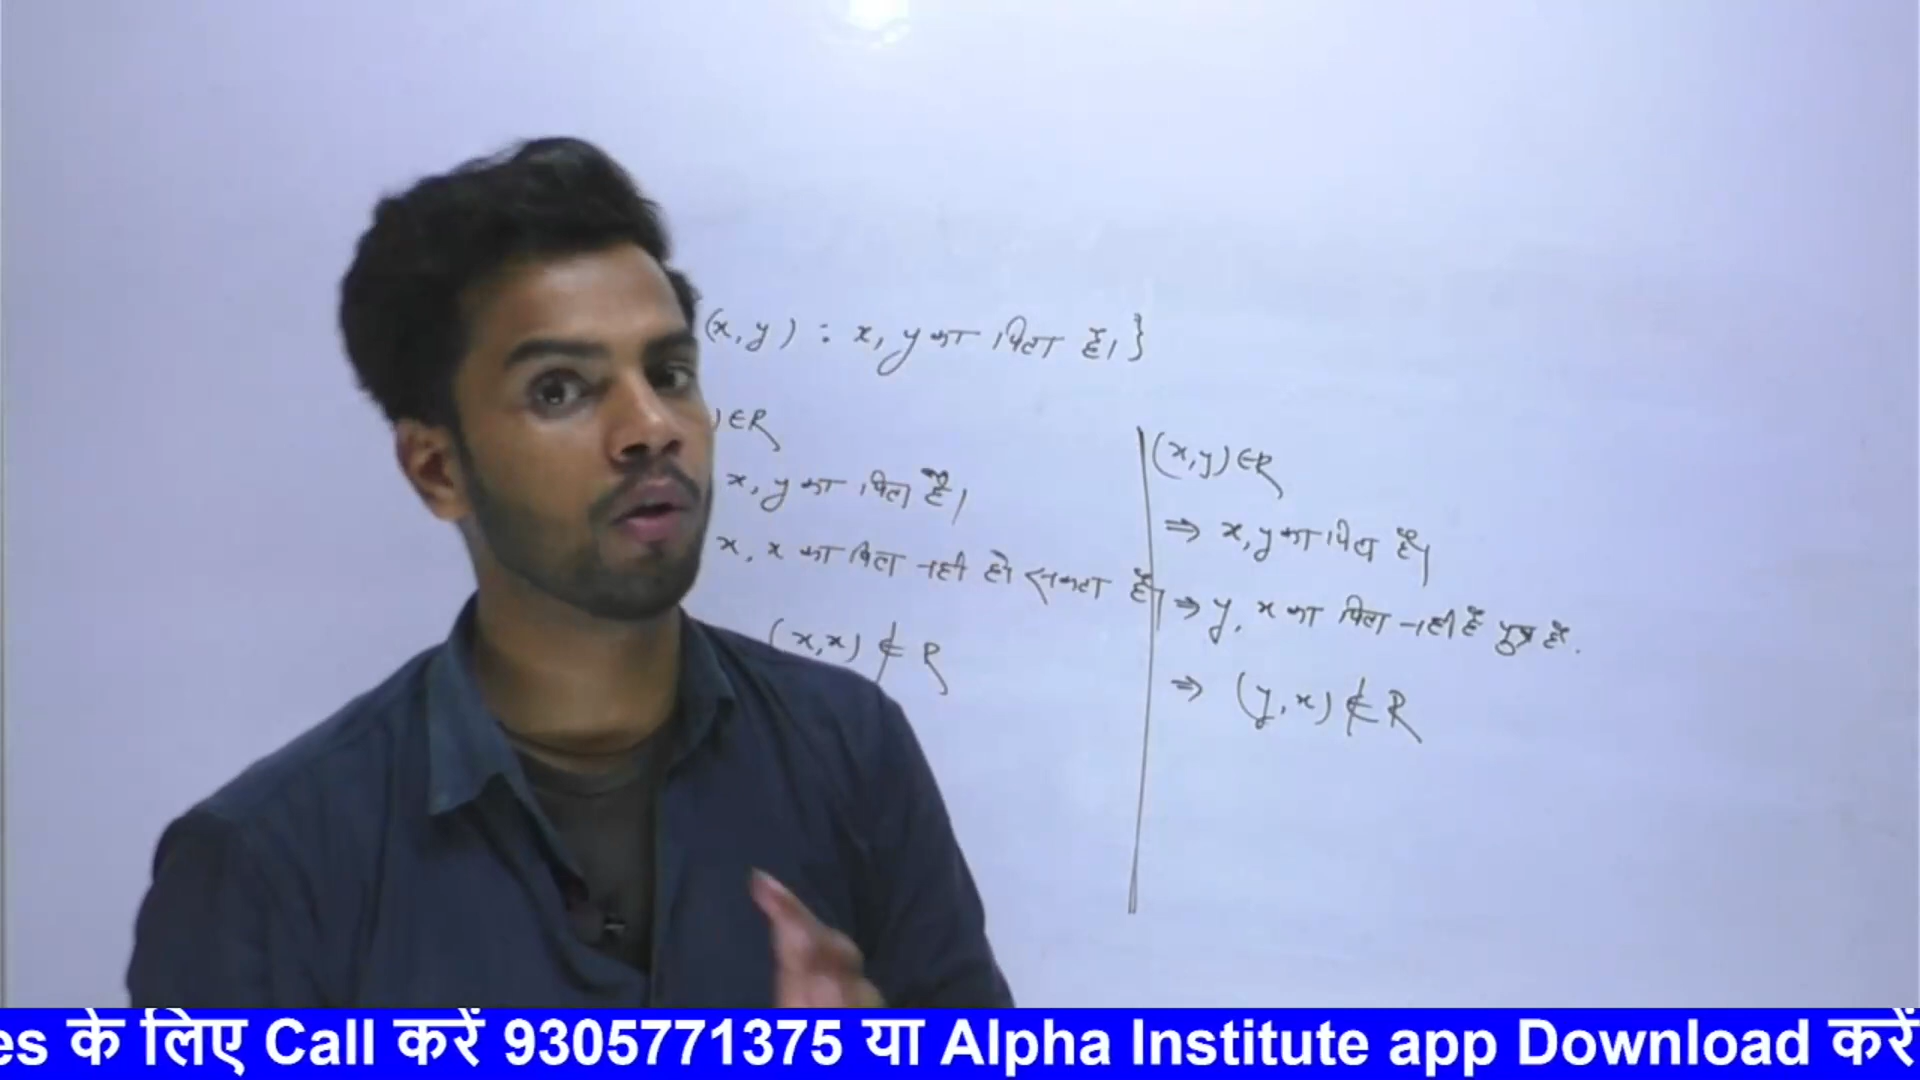 (x, y) : x, y का पिता है। }
) ∈ R
x, y का पिता है।
x, x का पिता नही हो सकता है।
(x, x) ∉ R
(x, y) ∈ R
⇒ x, y का पिता है।
⇒ y, x का पिता नही है पुत्र है.
⇒ (y, x) ∉ R
es के लिए Call करें 9305771375 या Alpha Institute app Download करें